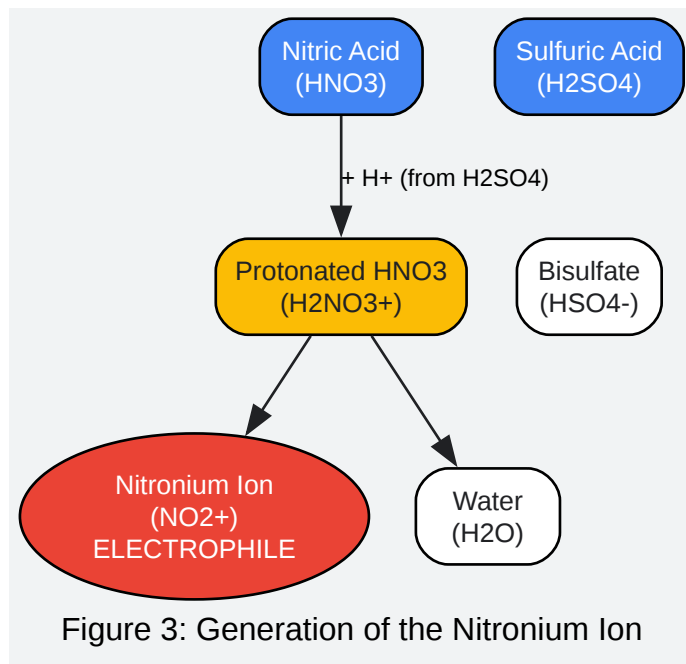 Nitric Acid
(HNO3)
Sulfuric Acid
(H2SO4)
+ H+ (from H2SO4)
Protonated HNO3
(H2NO3+)
Bisulfate
(HSO4-)
Nitronium Ion
(NO2+)
ELECTROPHILE
Water
(H2O)
Figure 3: Generation of the Nitronium Ion